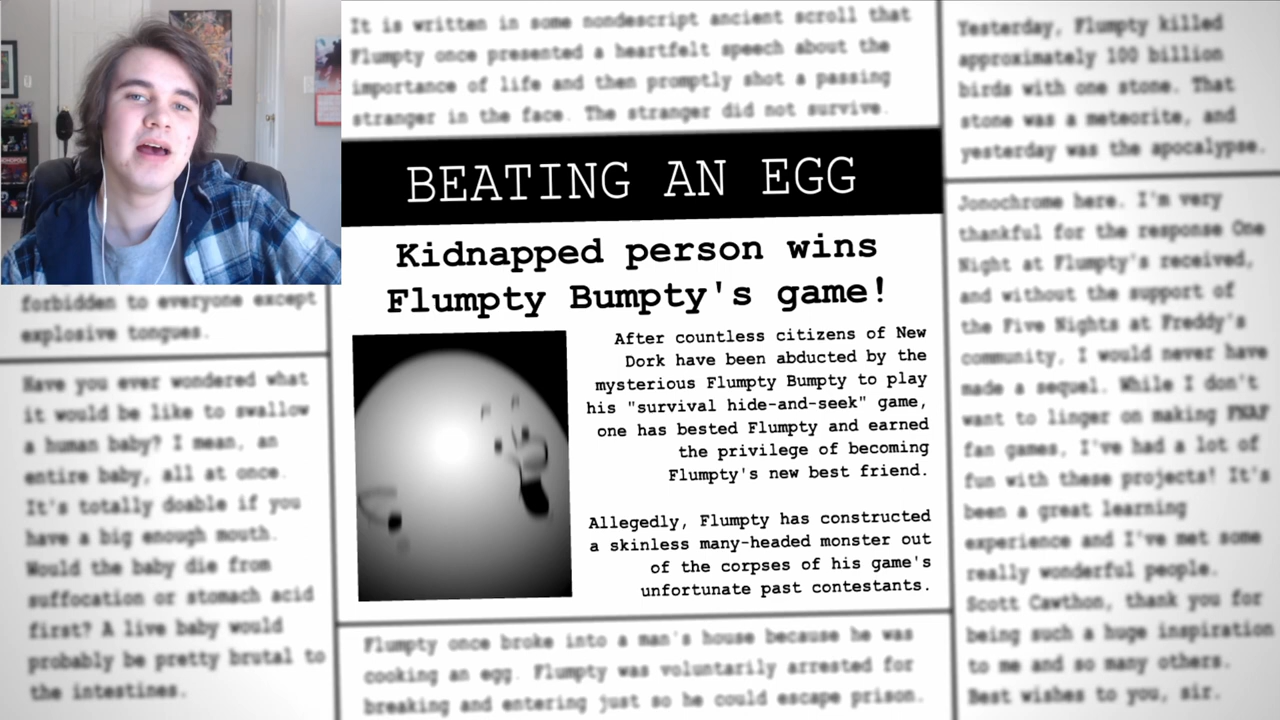 It is written in some nondescript ancient scroll that
Flumpty once presented a heartfelt speech about the
importance of life and then promptly shot a passing
stranger in the face. The stranger did not survive.
Yesterday, Flumpty killed
approximately 100 billion
birds with one stone. That
stone was a meteorite, and
yesterday was the apocalypse.
BEATING AN EGG
Kidnapped person wins
Flumpty Bumpty's game!
After countless citizens of New
Dork have been abducted by the
mysterious Flumpty Bumpty to play
his "survival hide-and-seek" game,
one has bested Flumpty and earned
the privilege of becoming
Flumpty's new best friend.
Allegedly, Flumpty has constructed
a skinless many-headed monster out
of the corpses of his game's
unfortunate past contestants.
forbidden to everyone except
explosive tongues.
Have you ever wondered what
it would be like to swallow
a human baby? I mean, an
entire baby, all at once.
It's totally doable if you
have a big enough mouth.
Would the baby die from
suffocation or stomach acid
first? A live baby would
probably be pretty brutal to
the intestines.
Jonochrome here. I'm very
thankful for the response One
Night at Flumpty's received,
and without the support of
the Five Nights at Freddy's
community, I would never have
made a sequel. While I don't
want to linger on making FNAF
fan games, I've had a lot of
fun with these projects! It's
been a great learning
experience and I've met some
really wonderful people.
Scott Cawthon, thank you for
being such a huge inspiration
to me and so many others.
Best wishes to you, sir.
Flumpty once broke into a man's house because he was
cooking an egg. Flumpty was voluntarily arrested for
breaking and entering just so he could escape prison.